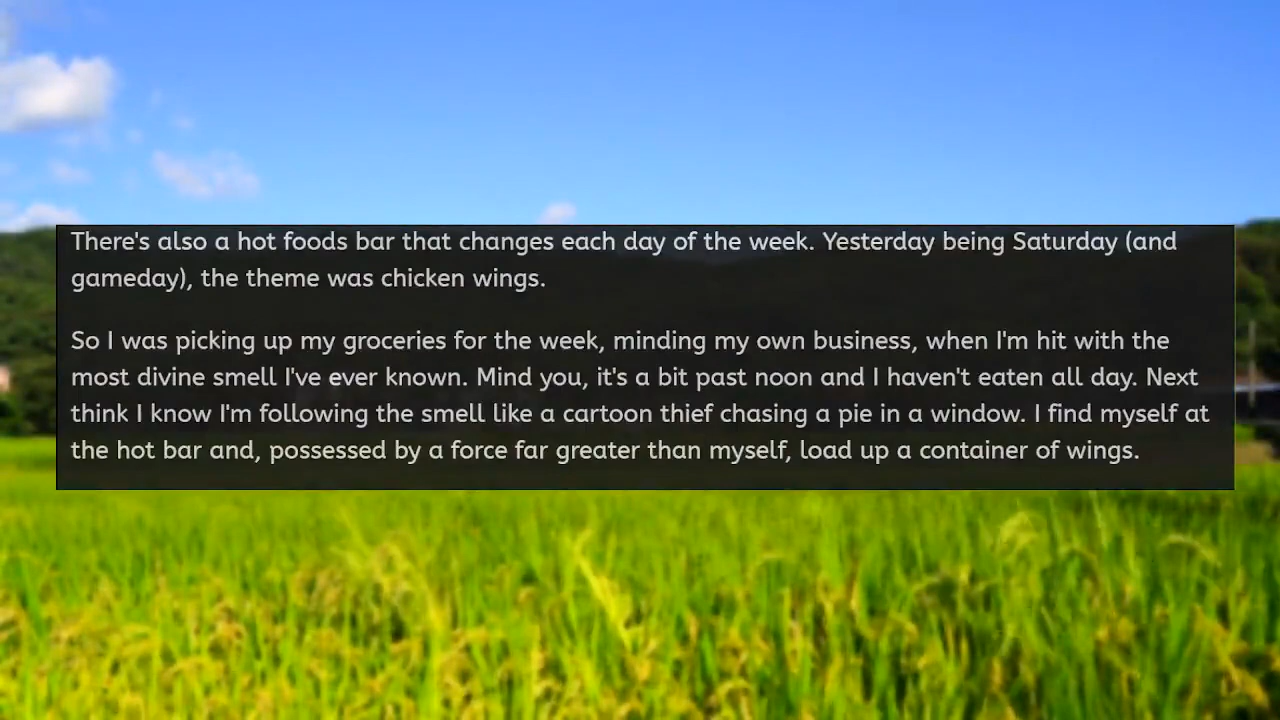 There's also a hot foods bar that changes each day of the week. Yesterday being Saturday (and
gameday), the theme was chicken wings.
So I was picking up my groceries for the week, minding my own business, when I'm hit with the
most divine smell I've ever known. Mind you, it's a bit past noon and I haven't eaten all day. Next
think I know I'm following the smell like a cartoon thief chasing a pie in a window. I find myself at
the hot bar and, possessed by a force far greater than myself, load up a container of wings.